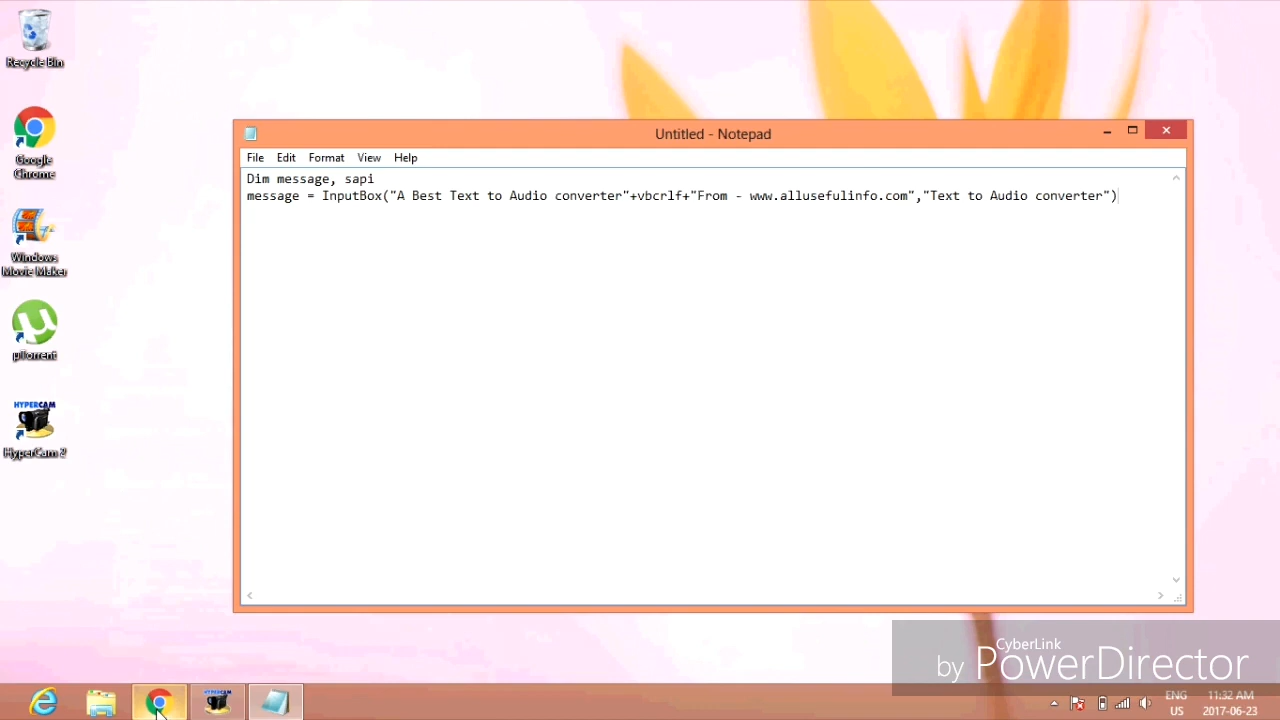 Recycle Bin
Google
Chrome
Windows
Movie Maker
µTorrent
HYPERCAM
HyperCam 2
Untitled - Notepad
File Edit Format View Help
Dim message, sapi
message = InputBox("A Best Text to Audio converter"+vbcrlf+"From - www.allusefulinfo.com","Text to Audio converter")
CyberLink
by PowerDirector
HYPERCAM
ENG 11:32 AM
US 2017-06-23